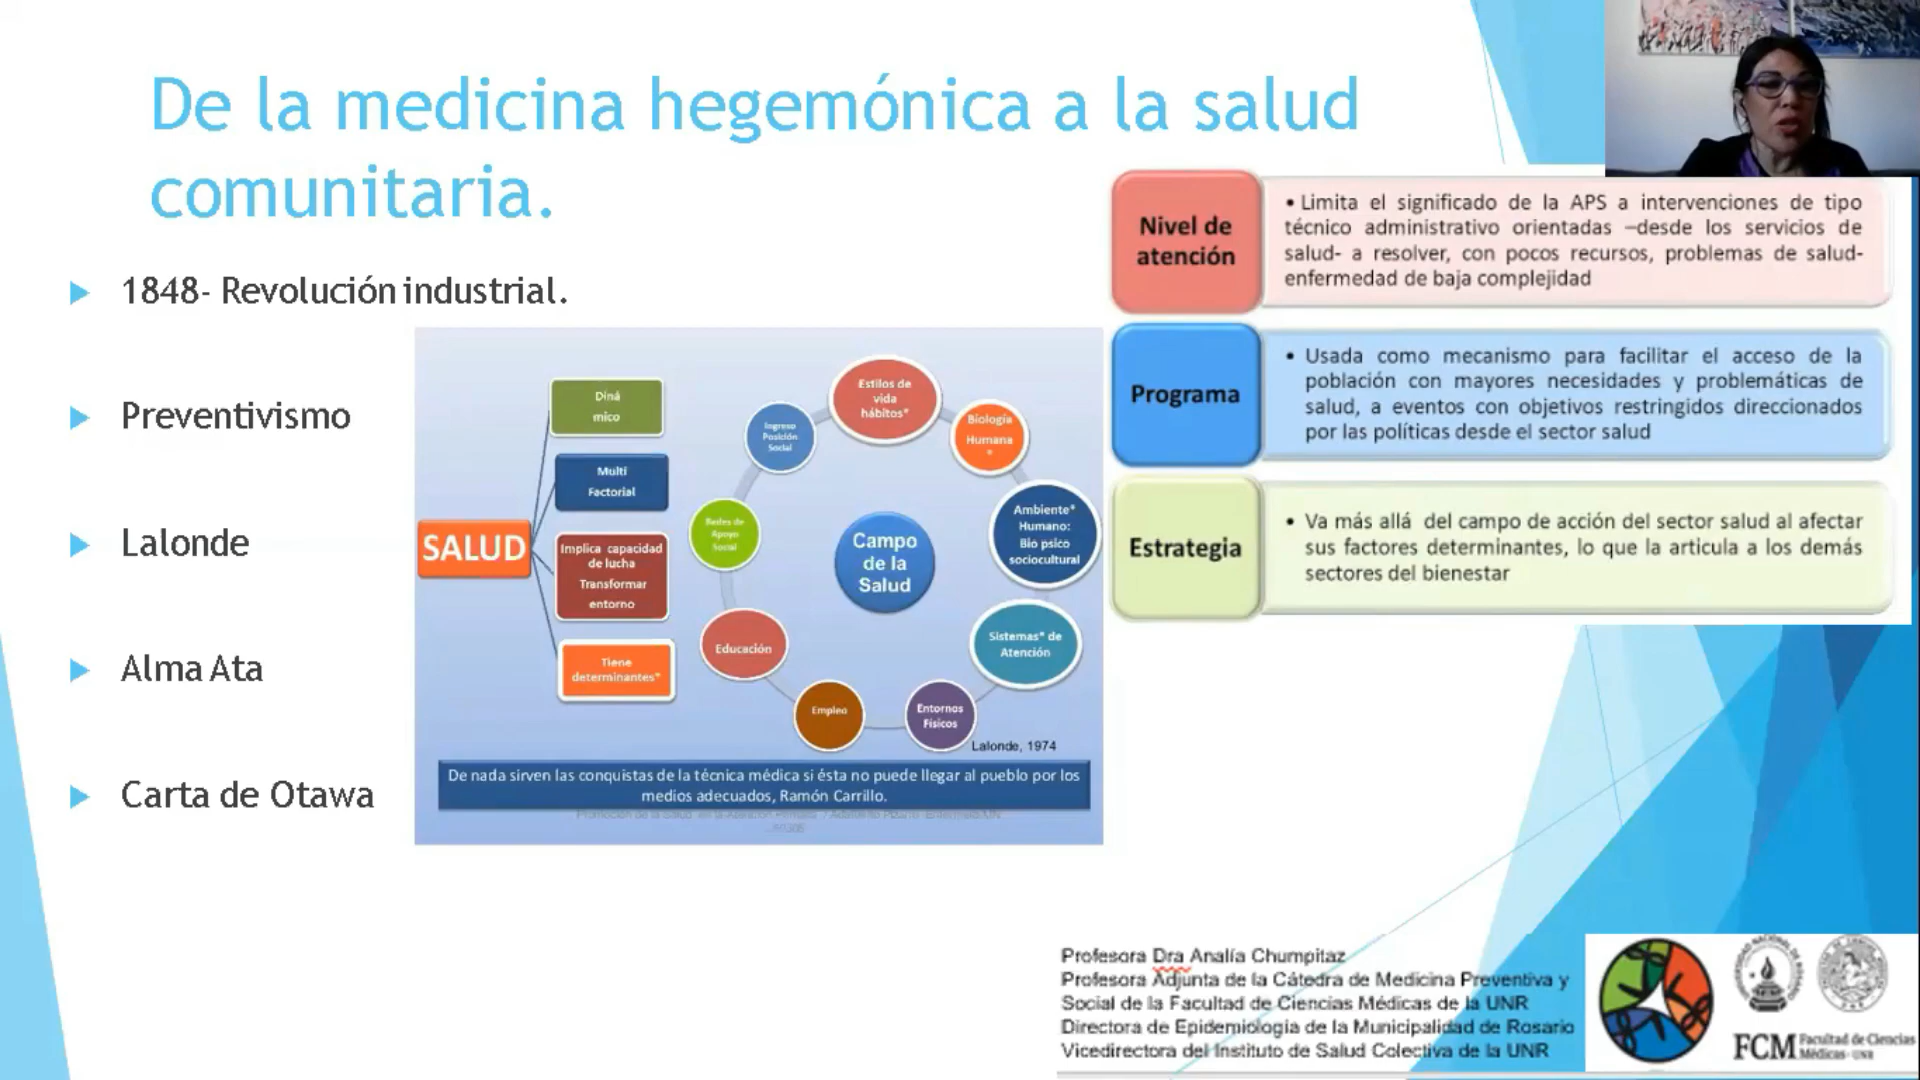 De la medicina hegemónica a la salud
comunitaria.
1848- Revolución industrial.
Preventivismo
Lalonde
Alma Ata
Carta de Otawa
SALUD
Diná
mico
Multi
Factorial
Implica capacidad
de lucha
Transformar
entorno
Tiene
determinantes*
Estilos de
vida
hábitos*
Biología
Humana
*
Ambiente*
Humano:
Bio psico
sociocultural
Sistemas* de
Atención
Entornos
Físicos
Empleo
Educación
Redes de
Apoyo
Social
Ingreso
Posición
Social
Campo
de la
Salud
Lalonde, 1974
De nada sirven las conquistas de la técnica médica si ésta no puede llegar al pueblo por los
medios adecuados, Ramón Carrillo.
Promoción de la Salud en la Atención Primaria
Nivel de
atención
• Limita el significado de la APS a intervenciones de tipo
técnico administrativo orientadas –desde los servicios de
salud- a resolver, con pocos recursos, problemas de salud-
enfermedad de baja complejidad
Programa
• Usada como mecanismo para facilitar el acceso de la
población con mayores necesidades y problemáticas de
salud, a eventos con objetivos restringidos direccionados
por las políticas desde el sector salud
Estrategia
• Va más allá del campo de acción del sector salud al afectar
sus factores determinantes, lo que la articula a los demás
sectores del bienestar
Profesora Dra Analía Chumpitaz
Profesora Adjunta de la Cátedra de Medicina Preventiva y
Social de la Facultad de Ciencias Médicas de la UNR
Directora de Epidemiologia de la Municipalidad de Rosario
Vicedirectora del Instituto de Salud Colectiva de la UNR
FCM Facultad de Ciencias
Médicas - UNR